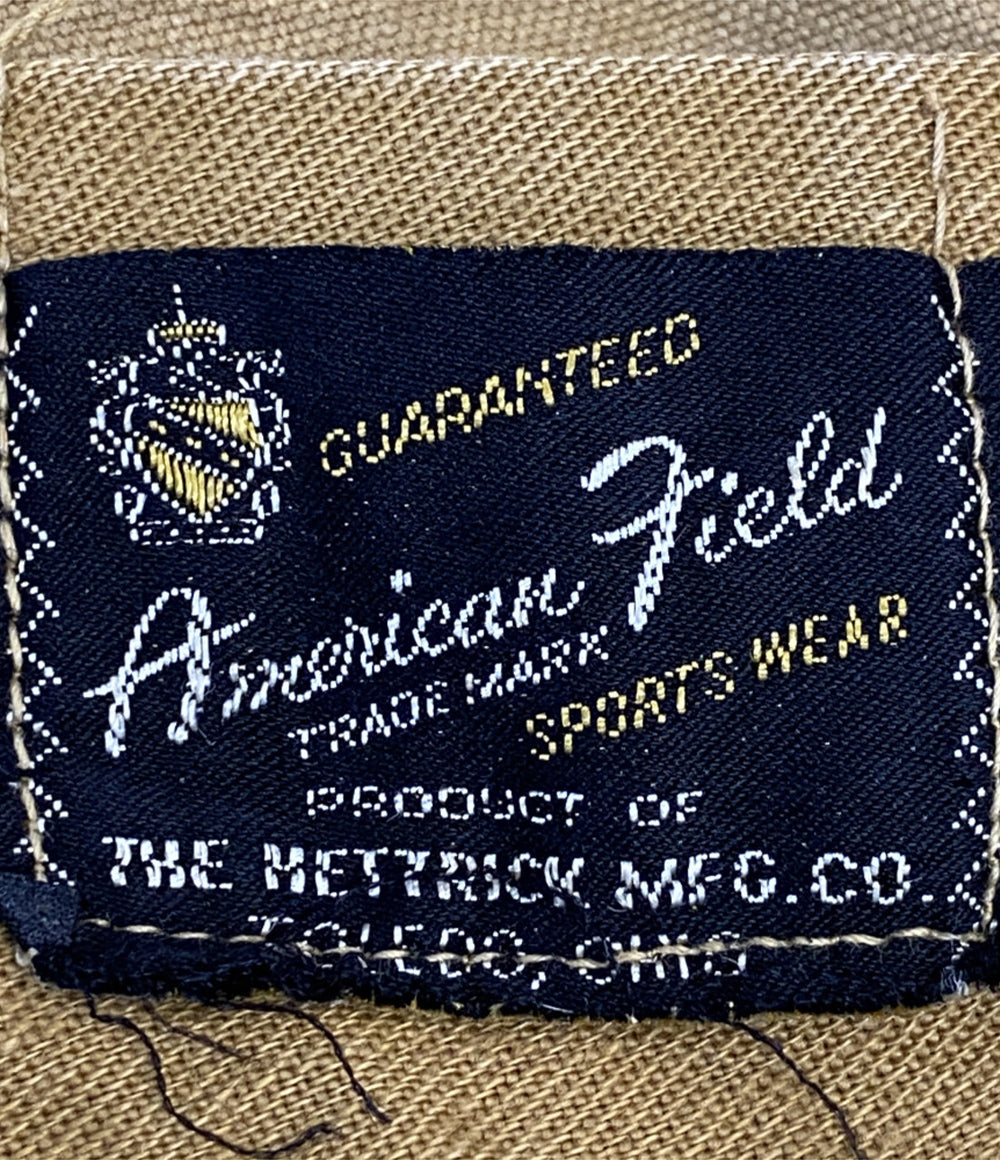 GUARANTEED
American Field
TRADE MARK
SPORTS WEAR
PRODUCT OF
THE HETTRICK MFG. CO.
TOLEDO, OHIO